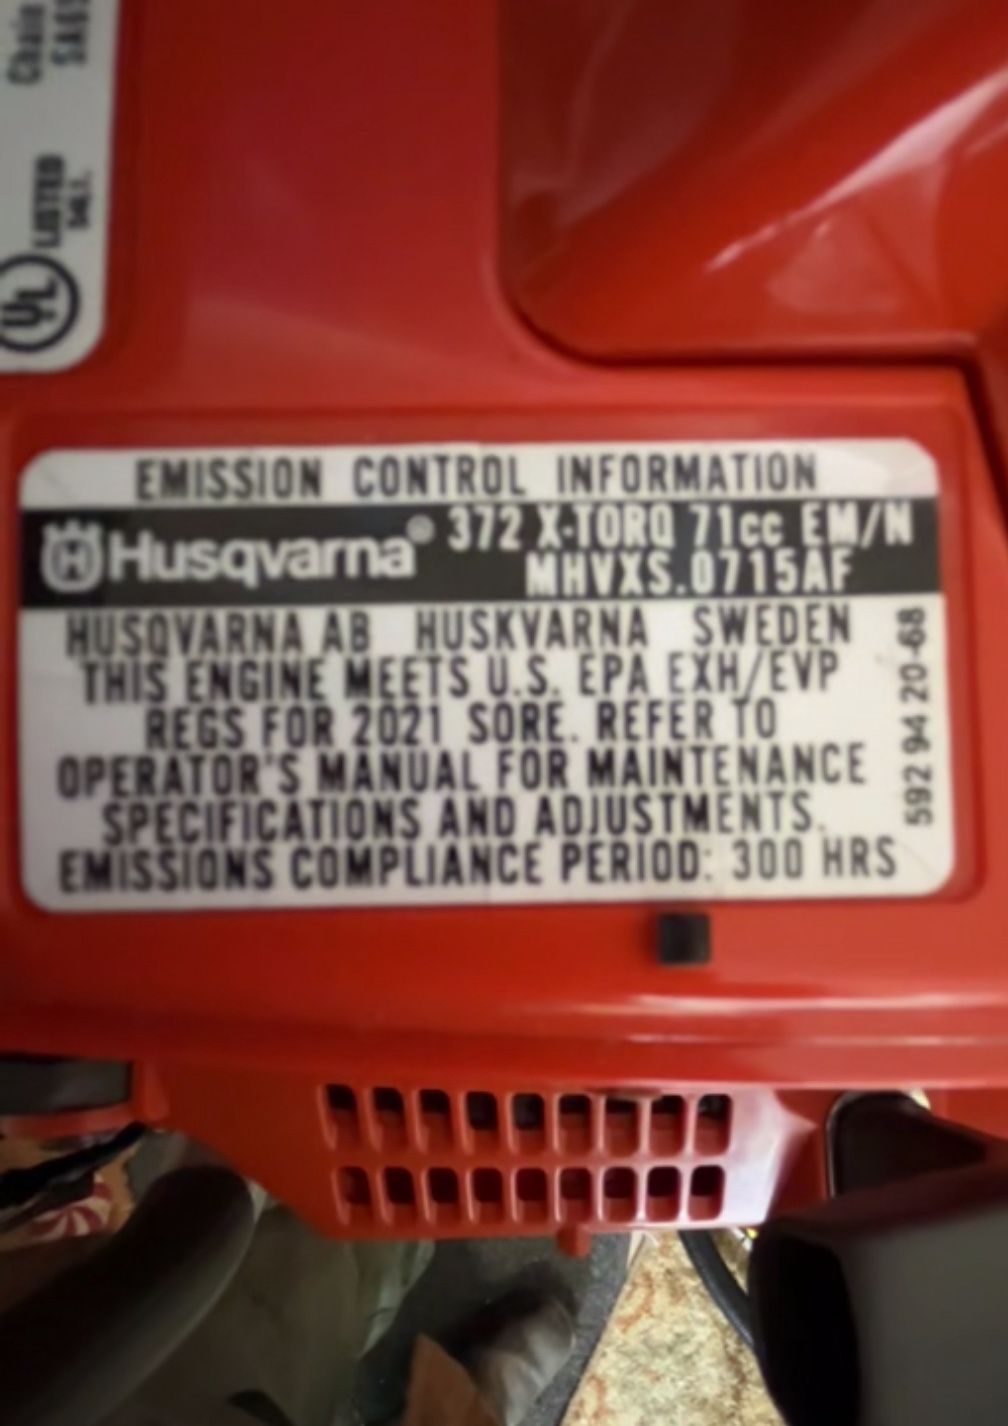 Chain
UL LISTED
EMISSION CONTROL INFORMATION
Husqvarna® 372 X-TORQ 71cc EM/N
MHVXS.0715AF
HUSQVARNA AB HUSKVARNA SWEDEN
THIS ENGINE MEETS U.S. EPA EXH/EVP
REGS FOR 2021 SORE. REFER TO
OPERATOR'S MANUAL FOR MAINTENANCE
SPECIFICATIONS AND ADJUSTMENTS.
EMISSIONS COMPLIANCE PERIOD: 300 HRS
592 94 20-68